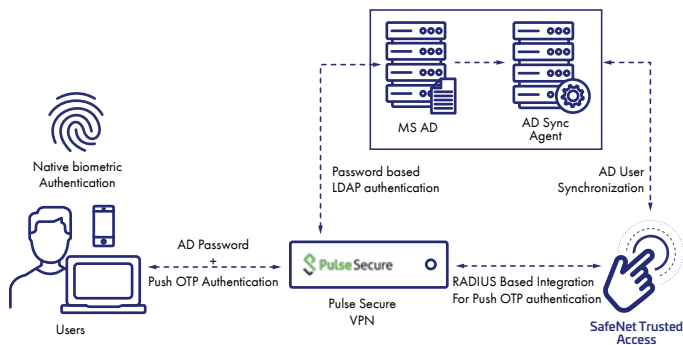 MS AD
AD Sync
Agent
Native biometric
Authentication
Password based
LDAP authentication
AD User
Synchronization
AD Password
+
Push OTP Authentication
Pulse Secure
RADIUS Based Integration
For Push OTP authentication
Users
Pulse Secure
VPN
SafeNet Trusted
Access